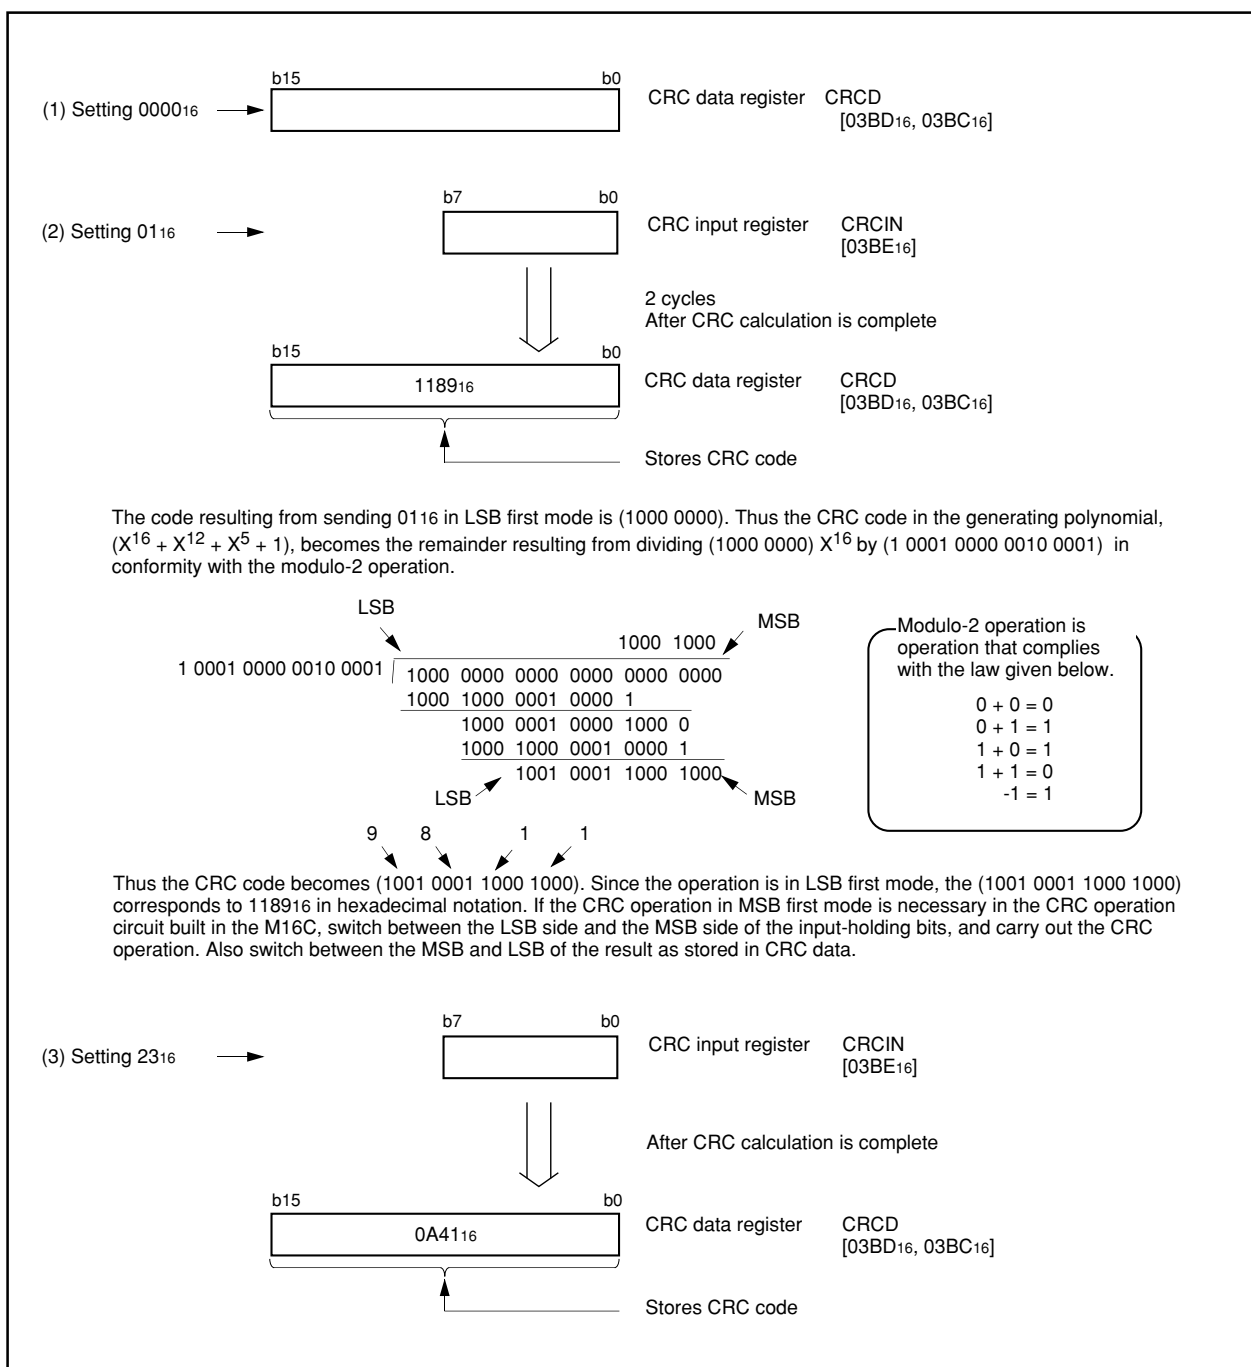 b15 b0
(1) Setting 000016 CRC data register CRCD
[03BD16, 03BC16]
b7 b0
(2) Setting 0116 CRC input register CRCIN
[03BE16]
2 cycles
After CRC calculation is complete
b15 b0
118916 CRC data register CRCD
[03BD16, 03BC16]
Stores CRC code
The code resulting from sending 0116 in LSB first mode is (1000 0000). Thus the CRC code in the generating polynomial,
(X16 + X12 + X5 + 1), becomes the remainder resulting from dividing (1000 0000) X16 by (1 0001 0000 0010 0001) in
conformity with the modulo-2 operation.
LSB MSB
1000 1000
1 0001 0000 0010 0001 1000 0000 0000 0000 0000 0000
1000 1000 0001 0000 1
1000 0001 0000 1000 0
1000 1000 0001 0000 1
1001 0001 1000 1000
LSB MSB
Modulo-2 operation is
operation that complies
with the law given below.
0 + 0 = 0
0 + 1 = 1
1 + 0 = 1
1 + 1 = 0
-1 = 1
9 8 1 1
Thus the CRC code becomes (1001 0001 1000 1000). Since the operation is in LSB first mode, the (1001 0001 1000 1000)
corresponds to 118916 in hexadecimal notation. If the CRC operation in MSB first mode is necessary in the CRC operation
circuit built in the M16C, switch between the LSB side and the MSB side of the input-holding bits, and carry out the CRC
operation. Also switch between the MSB and LSB of the result as stored in CRC data.
b7 b0
(3) Setting 2316 CRC input register CRCIN
[03BE16]
After CRC calculation is complete
b15 b0
0A4116 CRC data register CRCD
[03BD16, 03BC16]
Stores CRC code